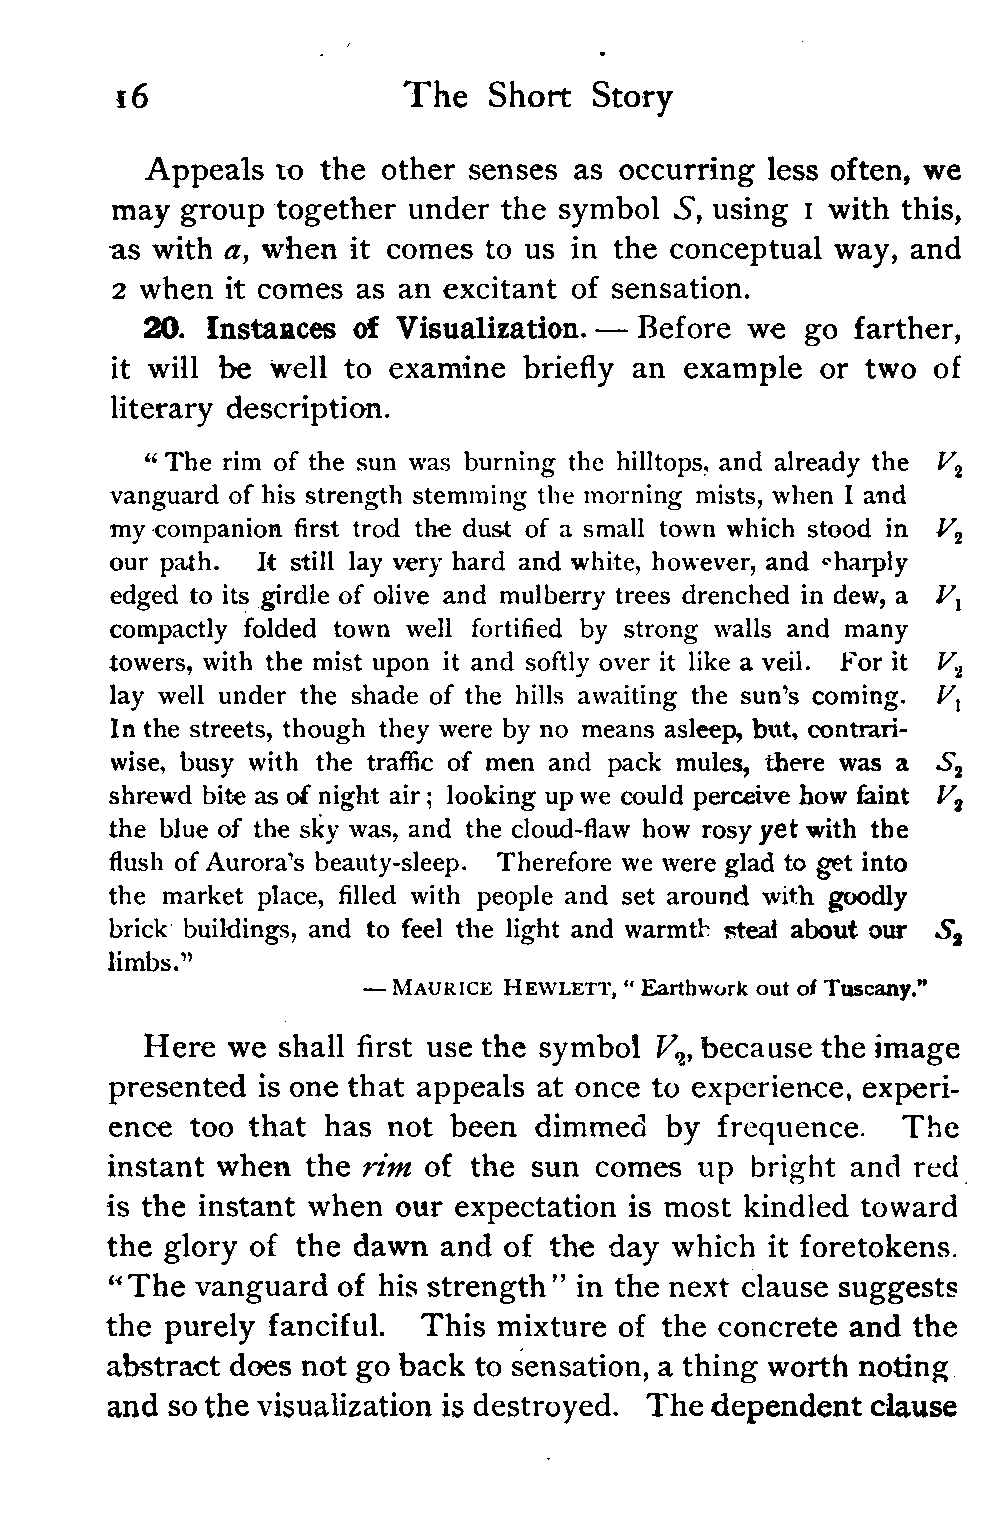 16 The Short Story
Appeals to the other senses as occurring less often, we
may group together under the symbol S, using 1 with this,
as with a, when it comes to us in the conceptual way, and
2 when it comes as an excitant of sensation.
20. Instances of Visualization. — Before we go farther,
it will be well to examine briefly an example or two of
literary description.
“The rim of the sun was burning the hilltops, and already the V₂
vanguard of his strength stemming the morning mists, when I and
my companion first trod the dust of a small town which stood in V₂
our path. It still lay very hard and white, however, and sharply
edged to its girdle of olive and mulberry trees drenched in dew, a V₁
compactly folded town well fortified by strong walls and many
towers, with the mist upon it and softly over it like a veil. For it V₂
lay well under the shade of the hills awaiting the sun's coming. V₁
In the streets, though they were by no means asleep, but, contrari-
wise, busy with the traffic of men and pack mules, there was a S₂
shrewd bite as of night air; looking up we could perceive how faint V₂
the blue of the sky was, and the cloud-flaw how rosy yet with the
flush of Aurora's beauty-sleep. Therefore we were glad to get into
the market place, filled with people and set around with goodly
brick buildings, and to feel the light and warmth steal about our S₂
limbs.”
— MAURICE HEWLETT, “Earthwork out of Tuscany.”
Here we shall first use the symbol V₂, because the image
presented is one that appeals at once to experience, experi-
ence too that has not been dimmed by frequence. The
instant when the rim of the sun comes up bright and red
is the instant when our expectation is most kindled toward
the glory of the dawn and of the day which it foretokens.
“The vanguard of his strength” in the next clause suggests
the purely fanciful. This mixture of the concrete and the
abstract does not go back to sensation, a thing worth noting
and so the visualization is destroyed. The dependent clause